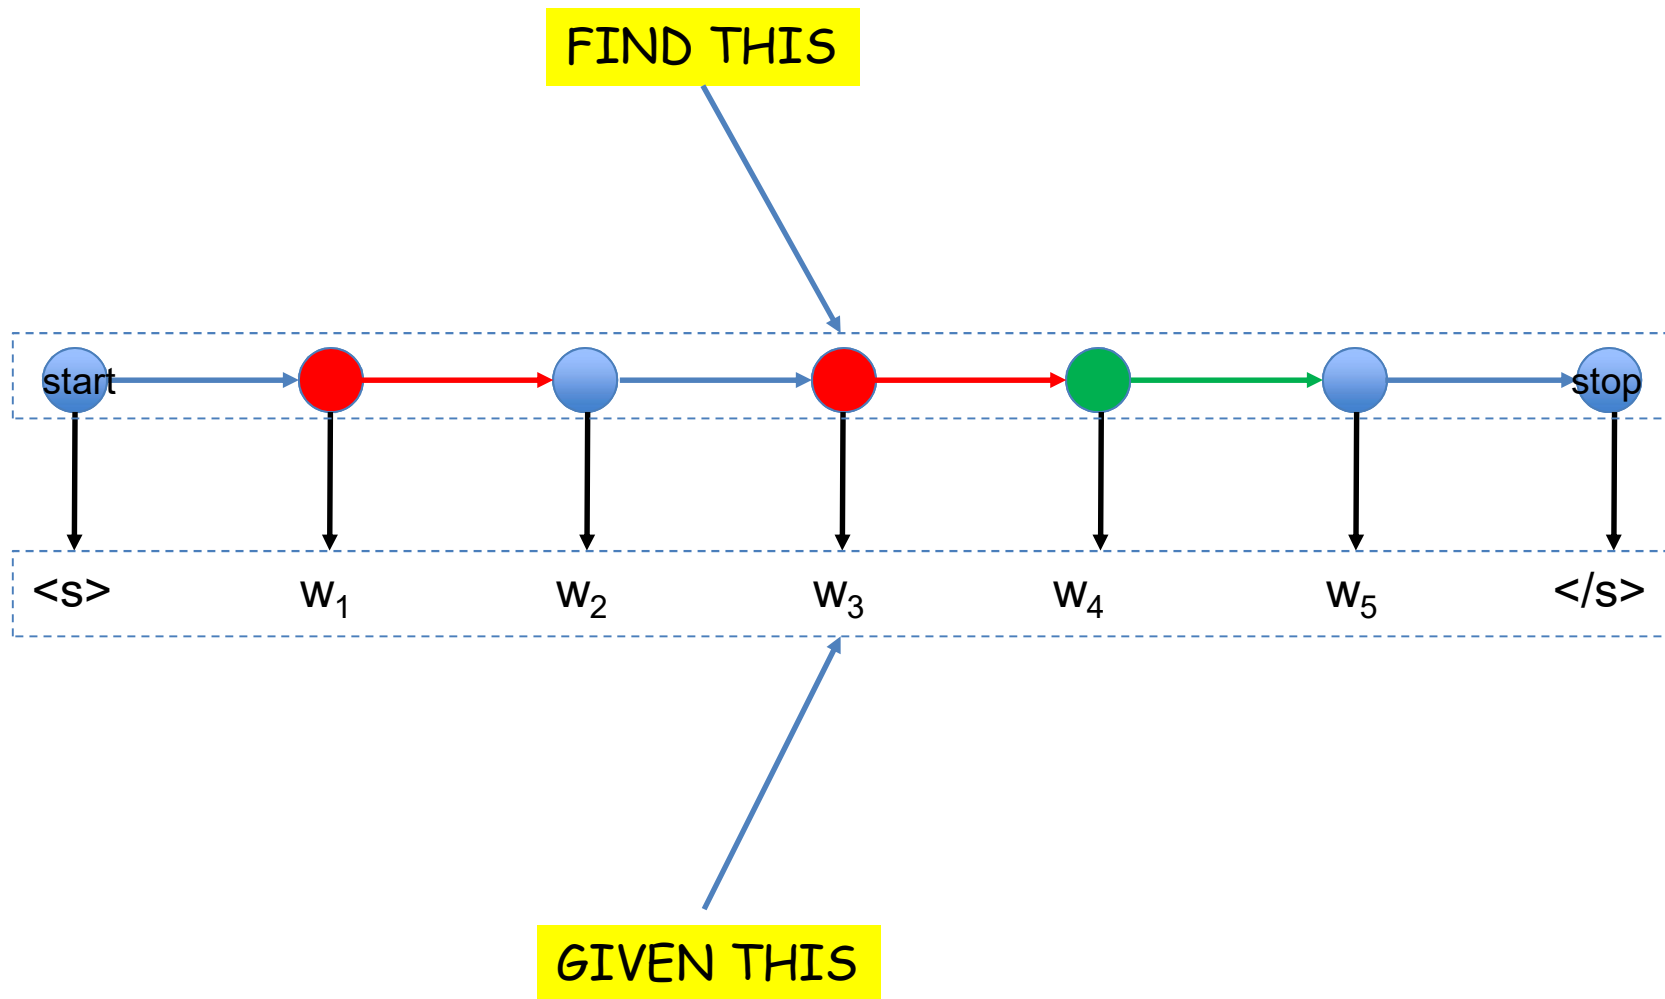 FIND THIS
start stop
<s> w₁ w₂ w₃ w₄ w₅ </s>
GIVEN THIS